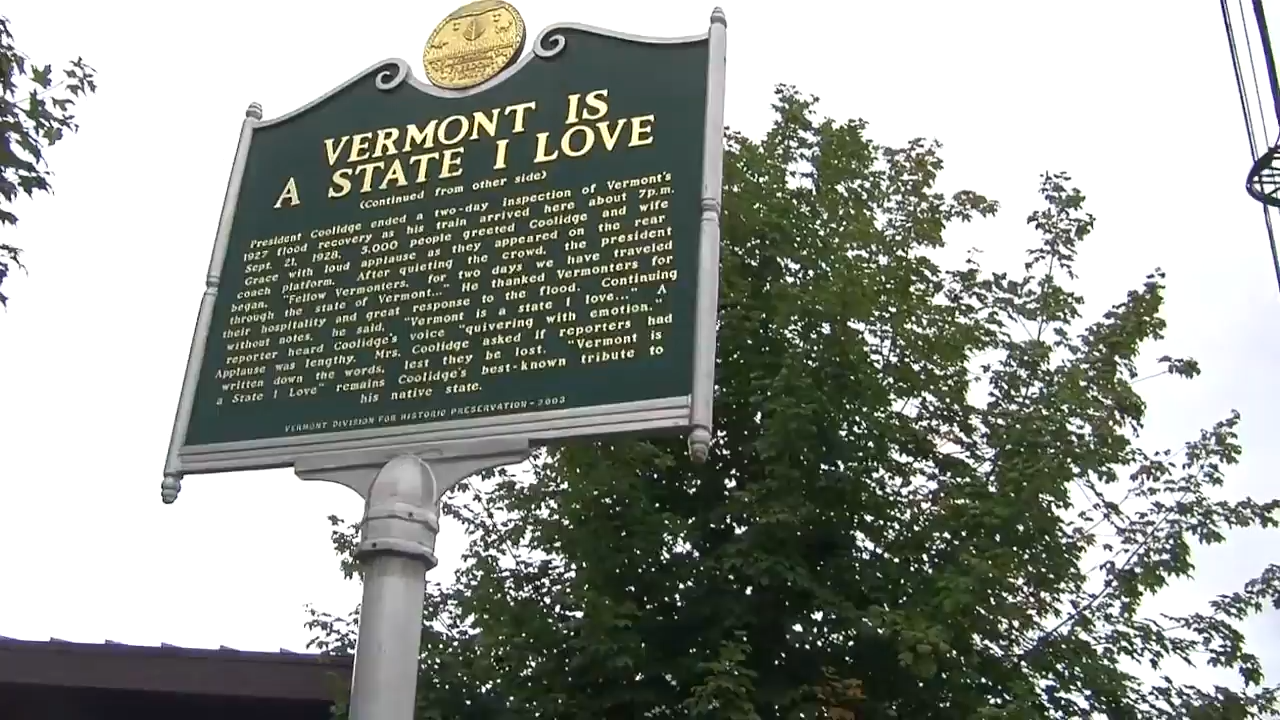 VERMONT IS
A STATE I LOVE
(Continued from other side)
President Coolidge ended a two-day inspection of Vermont's
1927 flood recovery as his train arrived here about 7p.m.
Sept. 21, 1928. 5,000 people greeted Coolidge and wife
Grace with loud applause as they appeared on the rear
coach platform. After quieting the crowd, the president
began, "Fellow Vermonters, for two days we have traveled
through the state of Vermont..." He thanked Vermonters for
their hospitality and great response to the flood. Continuing
without notes, he said, "Vermont is a state I love..." A
reporter heard Coolidge's voice "quivering with emotion."
Applause was lengthy. Mrs. Coolidge asked if reporters had
written down the words, lest they be lost. "Vermont is
a State I Love" remains Coolidge's best-known tribute to
his native state.
VERMONT DIVISION FOR HISTORIC PRESERVATION - 2003